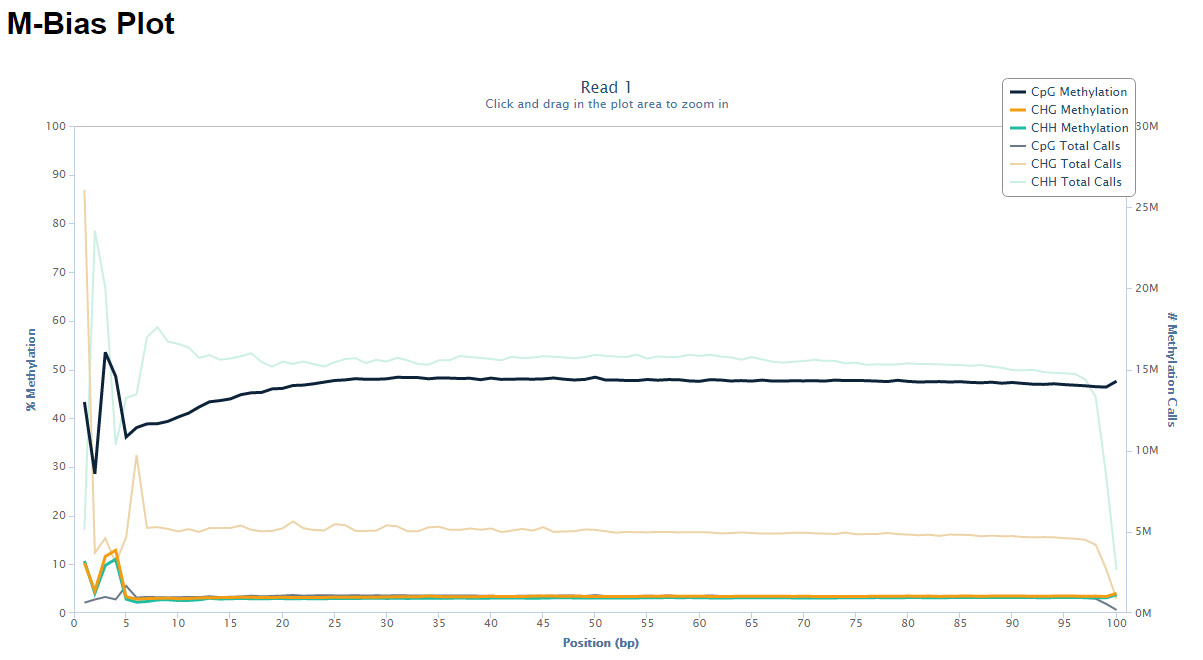 M-Bias Plot
Read 1
Click and drag in the plot area to zoom in
CpG Methylation
CHG Methylation
CHH Methylation
CpG Total Calls
CHG Total Calls
CHH Total Calls
% Methylation
100
90
80
70
60
50
40
30
20
10
0
30M
25M
20M
15M
10M
5M
0M
# Methylation Calls
0 5 10 15 20 25 30 35 40 45 50 55 60 65 70 75 80 85 90 95 100
Position (bp)